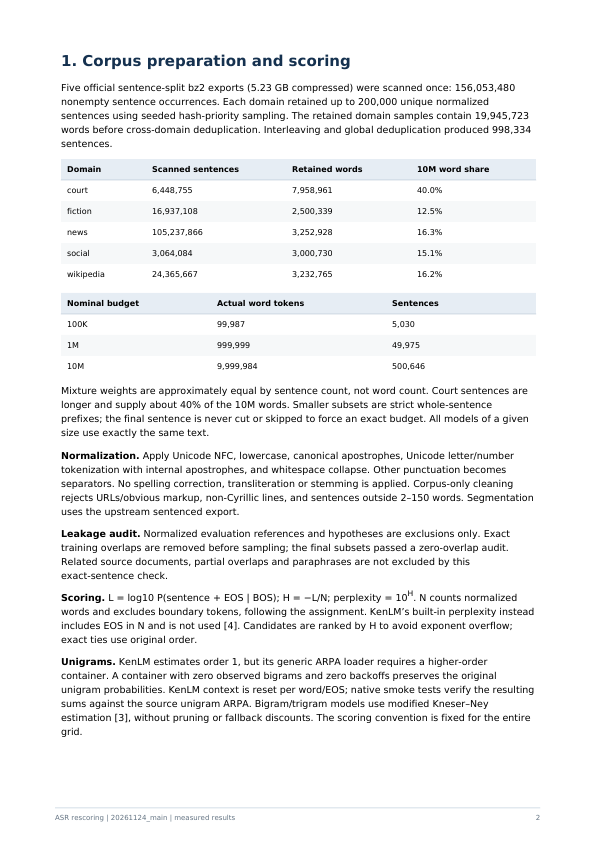 1. Corpus preparation and scoring
Five official sentence-split bz2 exports (5.23 GB compressed) were scanned once: 156,053,480
nonempty sentence occurrences. Each domain retained up to 200,000 unique normalized
sentences using seeded hash-priority sampling. The retained domain samples contain 19,945,723
words before cross-domain deduplication. Interleaving and global deduplication produced 998,334
sentences.
Domain Scanned sentences Retained words 10M word share
court 6,448,755 7,958,961 40.0%
fiction 16,937,108 2,500,339 12.5%
news 105,237,866 3,252,928 16.3%
social 3,064,084 3,000,730 15.1%
wikipedia 24,365,667 3,232,765 16.2%
Nominal budget Actual word tokens Sentences
100K 99,987 5,030
1M 999,999 49,975
10M 9,999,984 500,646
Mixture weights are approximately equal by sentence count, not word count. Court sentences are
longer and supply about 40% of the 10M words. Smaller subsets are strict whole-sentence
prefixes; the final sentence is never cut or skipped to force an exact budget. All models of a given
size use exactly the same text.
Normalization. Apply Unicode NFC, lowercase, canonical apostrophes, Unicode letter/number
tokenization with internal apostrophes, and whitespace collapse. Other punctuation becomes
separators. No spelling correction, transliteration or stemming is applied. Corpus-only cleaning
rejects URLs/obvious markup, non-Cyrillic lines, and sentences outside 2–150 words. Segmentation
uses the upstream sentenced export.
Leakage audit. Normalized evaluation references and hypotheses are exclusions only. Exact
training overlaps are removed before sampling; the final subsets passed a zero-overlap audit.
Related source documents, partial overlaps and paraphrases are not excluded by this
exact-sentence check.
Scoring. L = log10 P(sentence + EOS | BOS); H = −L/N; perplexity = 10^H. N counts normalized
words and excludes boundary tokens, following the assignment. KenLM’s built-in perplexity instead
includes EOS in N and is not used [4]. Candidates are ranked by H to avoid exponent overflow;
exact ties use original order.
Unigrams. KenLM estimates order 1, but its generic ARPA loader requires a higher-order
container. A container with zero observed bigrams and zero backoffs preserves the original
unigram probabilities. KenLM context is reset per word/EOS; native smoke tests verify the resulting
sums against the source unigram ARPA. Bigram/trigram models use modified Kneser–Ney
estimation [3], without pruning or fallback discounts. The scoring convention is fixed for the entire
grid.
ASR rescoring | 20261124_main | measured results 2